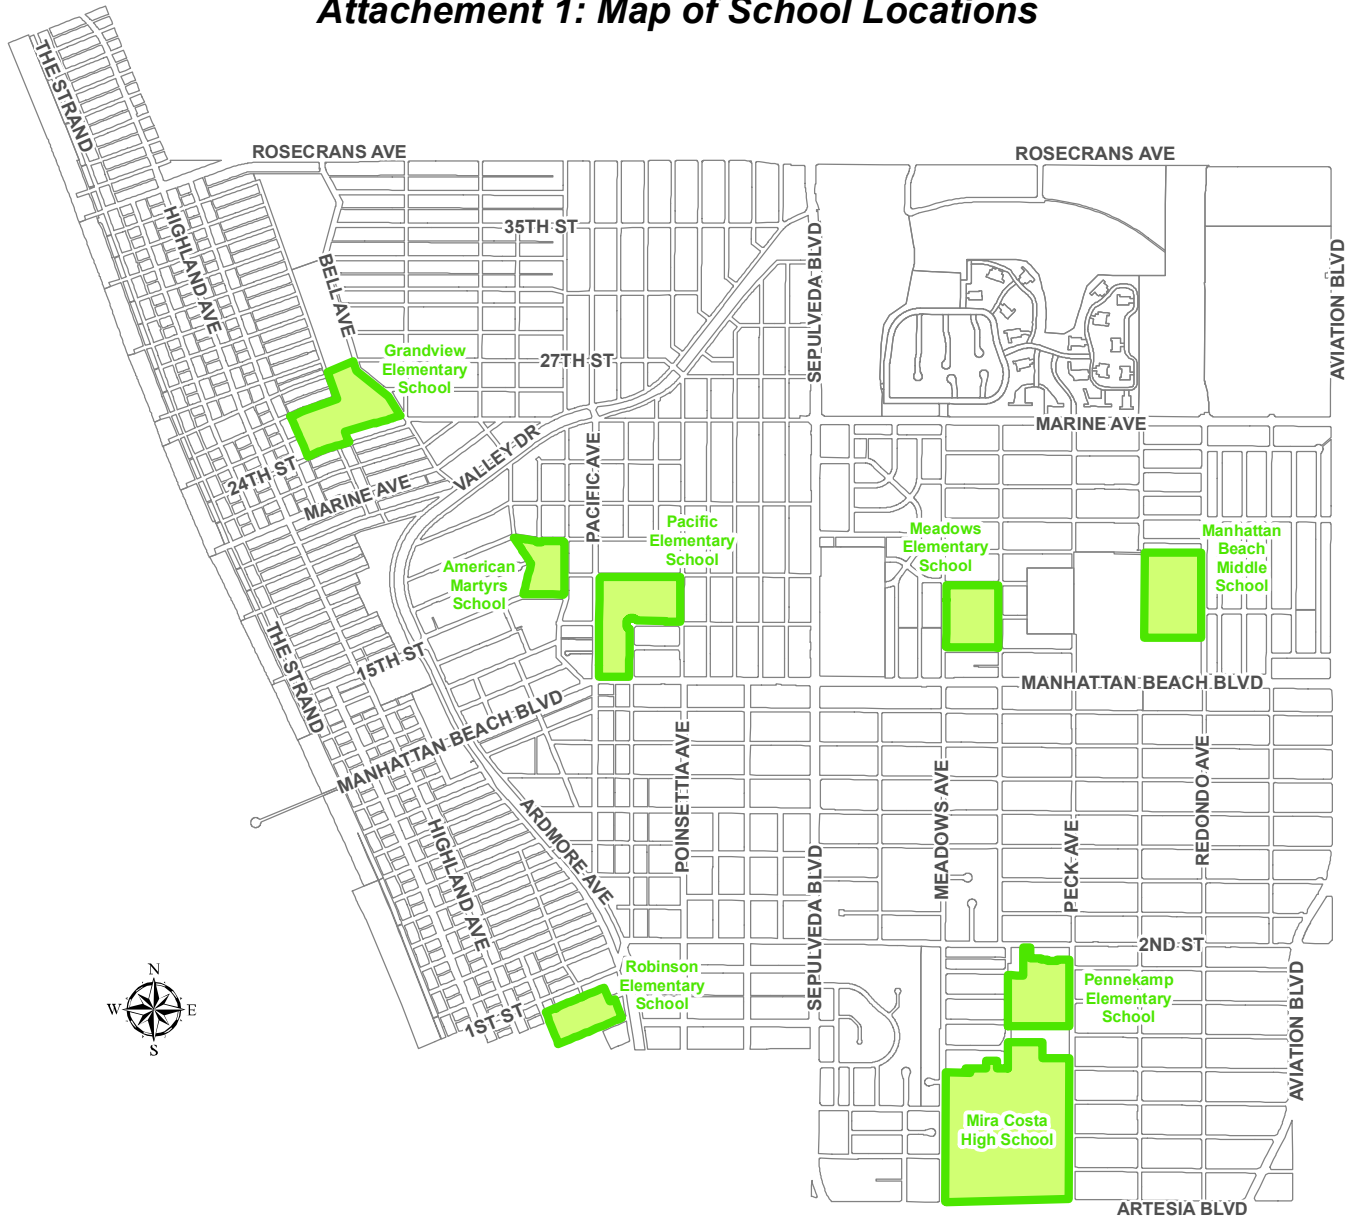 Attachement 1: Map of School Locations
THE STRAND
ROSECRANS AVE
ROSECRANS AVE
HIGHLAND AVE
35TH ST
BELL AVE
SEPULVEDA BLVD
AVIATION BLVD
Grandview
Elementary
School
27TH ST
MARINE AVE
VALLEY DR
PACIFIC AVE
24TH ST
MARINE AVE
Pacific
Elementary
School
Meadows
Elementary
School
Manhattan
Beach
Middle
School
American
Martyrs
School
THE STRAND
15TH ST
MANHATTAN BEACH BLVD
MANHATTAN BEACH BLVD
POINSETTIA AVE
MEADOWS AVE
REDONDO AVE
ARDMORE AVE
HIGHLAND AVE
SEPULVEDA BLVD
PECK AVE
2ND ST
N
W
E
S
1ST ST
Robinson
Elementary
School
Pennekamp
Elementary
School
AVIATION BLVD
Mira Costa
High School
ARTESIA BLVD